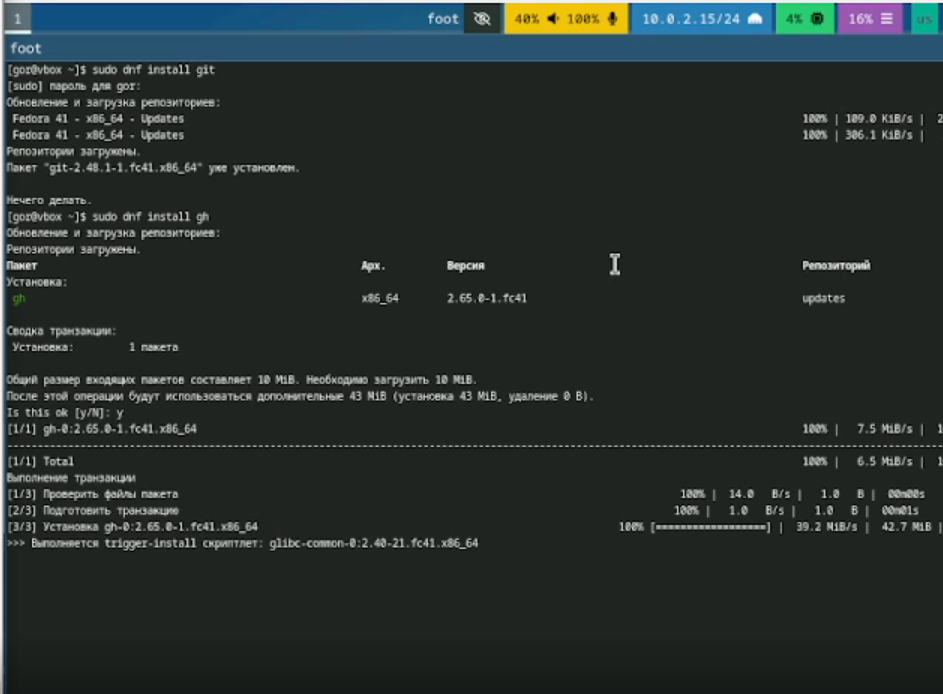 1 foot 40% 100% 10.0.2.15/24 4% 16% us
foot
[gor@vbox ~]$ sudo dnf install git
[sudo] пароль для gor:
Обновление и загрузка репозиториев:
Fedora 41 - x86_64 - Updates 100% | 109.0 KiB/s | 2
Fedora 41 - x86_64 - Updates 100% | 306.1 KiB/s |
Репозитории загружены.
Пакет "git-2.48.1-1.fc41.x86_64" уже установлен.
Нечего делать.
[gor@vbox ~]$ sudo dnf install gh
Обновление и загрузка репозиториев:
Репозитории загружены.
Пакет Арх. Версия Репозиторий
Установка:
gh x86_64 2.65.0-1.fc41 updates
Сводка транзакции:
Установка: 1 пакета
Общий размер входящих пакетов составляет 10 MiB. Необходимо загрузить 10 MiB.
После этой операции будут использоваться дополнительные 43 MiB (установка 43 MiB, удаление 0 B).
Is this ok [y/N]: y
[1/1] gh-0:2.65.0-1.fc41.x86_64 100% | 7.5 MiB/s | 1
[1/1] Total 100% | 6.5 MiB/s | 1
Выполнение транзакции
[1/3] Проверить файлы пакета 100% | 14.0 B/s | 1.0 B | 00m00s
[2/3] Подготовить транзакцию 100% | 1.0 B/s | 1.0 B | 00m01s
[3/3] Установка gh-0:2.65.0-1.fc41.x86_64 100% [==================] | 39.2 MiB/s | 42.7 MiB |
>>> Выполняется trigger-install скриптлет: glibc-common-0:2.40-21.fc41.x86_64